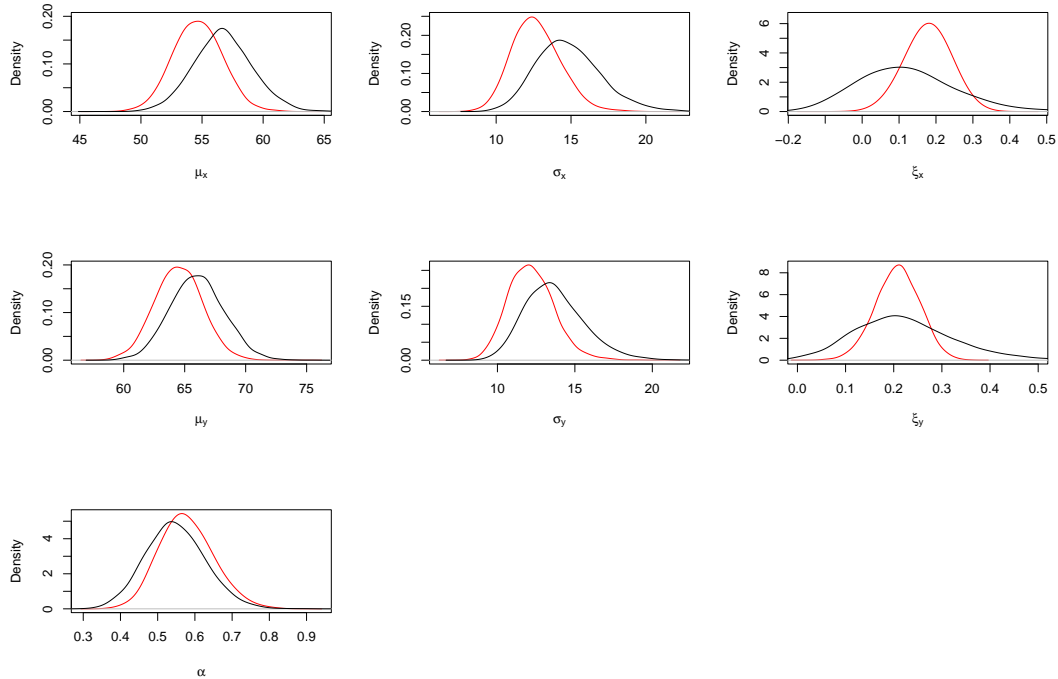 Density
0.00 0.10 0.20
45 50 55 60 65
μx
Density
0.00 0.10 0.20
10 15 20
σx
Density
0 2 4 6
−0.2 0.0 0.1 0.2 0.3 0.4 0.5
ξx
Density
0.00 0.10 0.20
60 65 70 75
μy
Density
0.00 0.15
10 15 20
σy
Density
0 2 4 6 8
0.0 0.1 0.2 0.3 0.4 0.5
ξy
Density
0 2 4
0.3 0.4 0.5 0.6 0.7 0.8 0.9
α